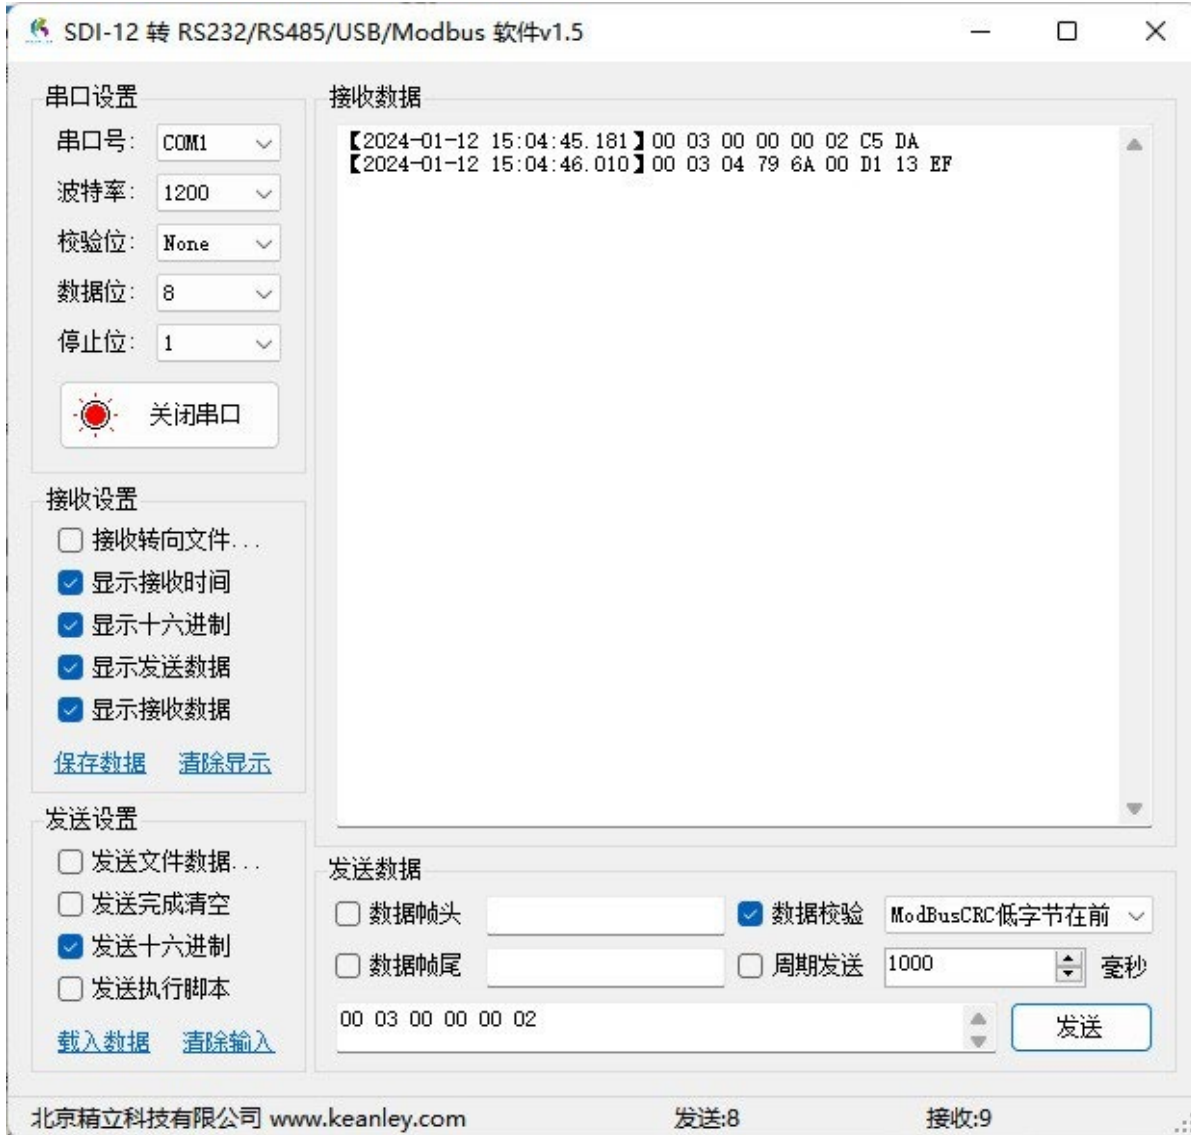 SDI-12 转 RS232/RS485/USB/Modbus 软件v1.5
串口设置
串口号: COM1
波特率: 1200
校验位: None
数据位: 8
停止位: 1
关闭串口
接收设置
接收转向文件...
显示接收时间
显示十六进制
显示发送数据
显示接收数据
保存数据 清除显示
发送设置
发送文件数据...
发送完成清空
发送十六进制
发送执行脚本
载入数据 清除输入
接收数据
【2024-01-12 15:04:45.181】00 03 00 00 00 02 C5 DA
【2024-01-12 15:04:46.010】00 03 04 79 6A 00 D1 13 EF
发送数据
数据帧头 数据校验 ModBusCRC低字节在前
数据帧尾 周期发送 1000 毫秒
00 03 00 00 00 02 发送
北京精立科技有限公司 www.keanley.com 发送:8 接收:9